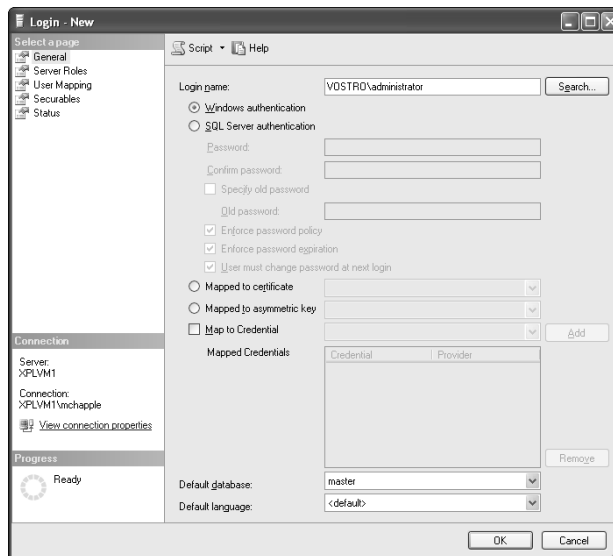 Login - New
Select a page
General
Server Roles
User Mapping
Securables
Status
Script Help
Login name: VOSTRO\administrator Search...
Windows authentication
SQL Server authentication
Password:
Confirm password:
Specify old password
Old password:
Enforce password policy
Enforce password expiration
User must change password at next login
Mapped to certificate
Mapped to asymmetric key
Map to Credential Add
Mapped Credentials Credential Provider
Remove
Default database: master
Default language: <default>
Connection
Server:
XPLVM1
Connection:
XPLVM1\mchapple
View connection properties
Progress
Ready
OK Cancel